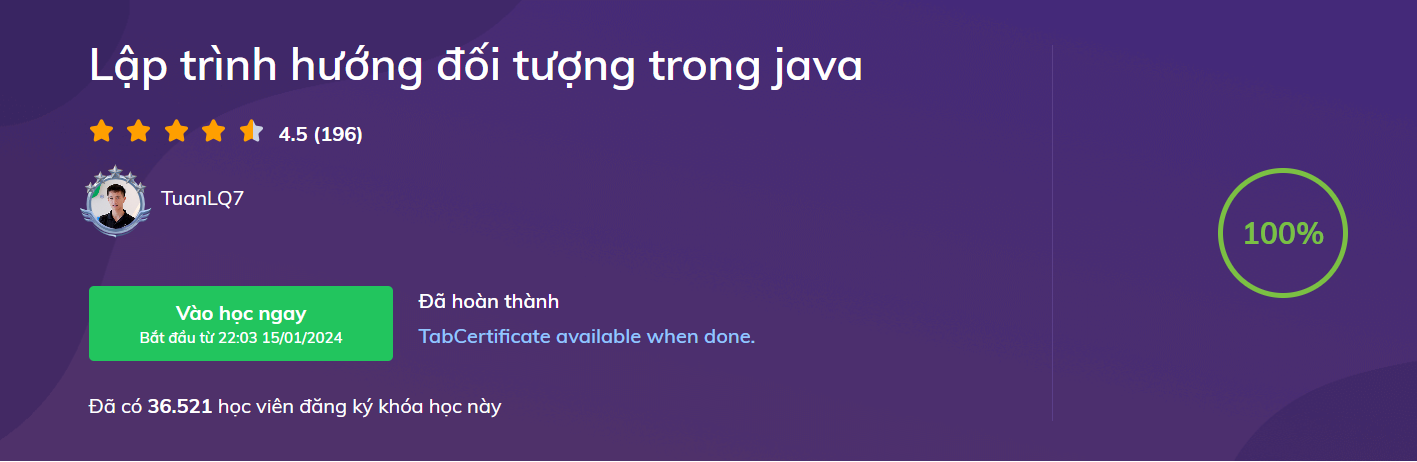 Lập trình hướng đối tượng trong java
4.5 (196)
TuanLQ7
Vào học ngay
Bắt đầu từ 22:03 15/01/2024
Đã hoàn thành
TabCertificate available when done.
Đã có 36.521 học viên đăng ký khóa học này
100%